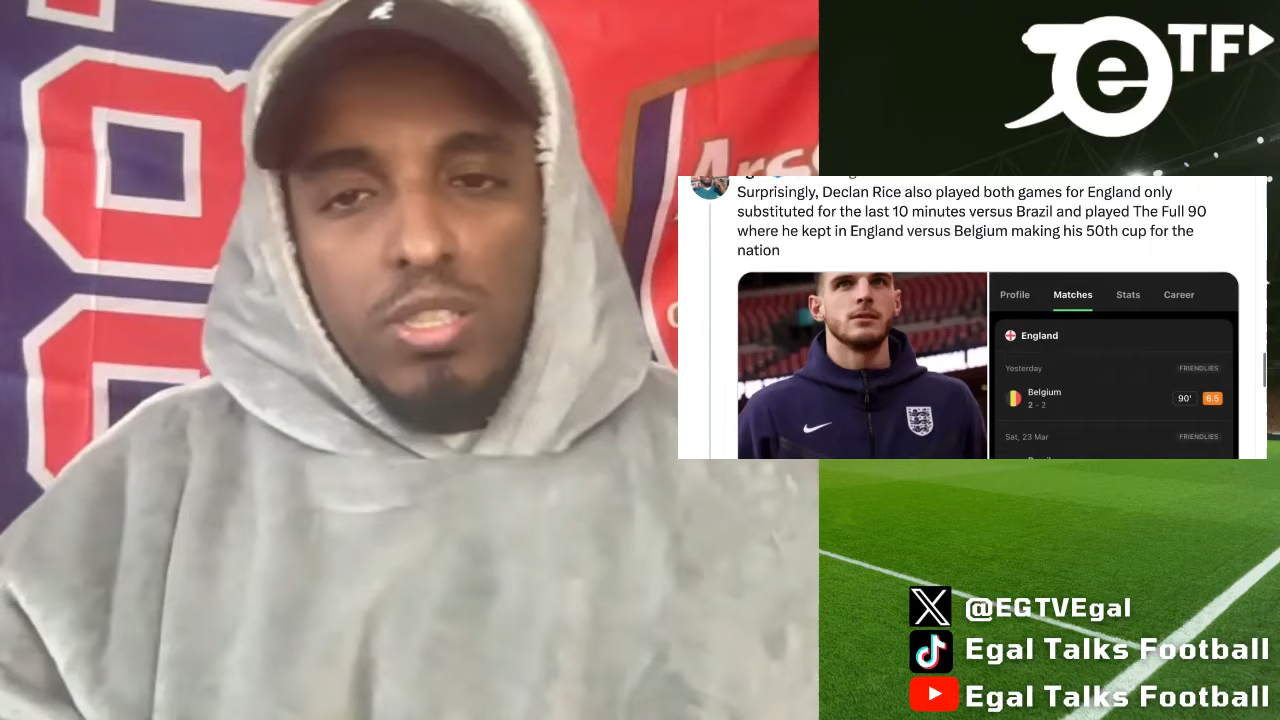 eTF
Arse
Surprisingly, Declan Rice also played both games for England only
substituted for the last 10 minutes versus Brazil and played The Full 90
where he kept in England versus Belgium making his 50th cup for the
nation
Profile Matches Stats Career
England
Yesterday FRIENDLIES
Belgium
2 - 2 90' 6.5
Sat, 23 Mar FRIENDLIES
@EGTVEgal
Egal Talks Football
Egal Talks Football